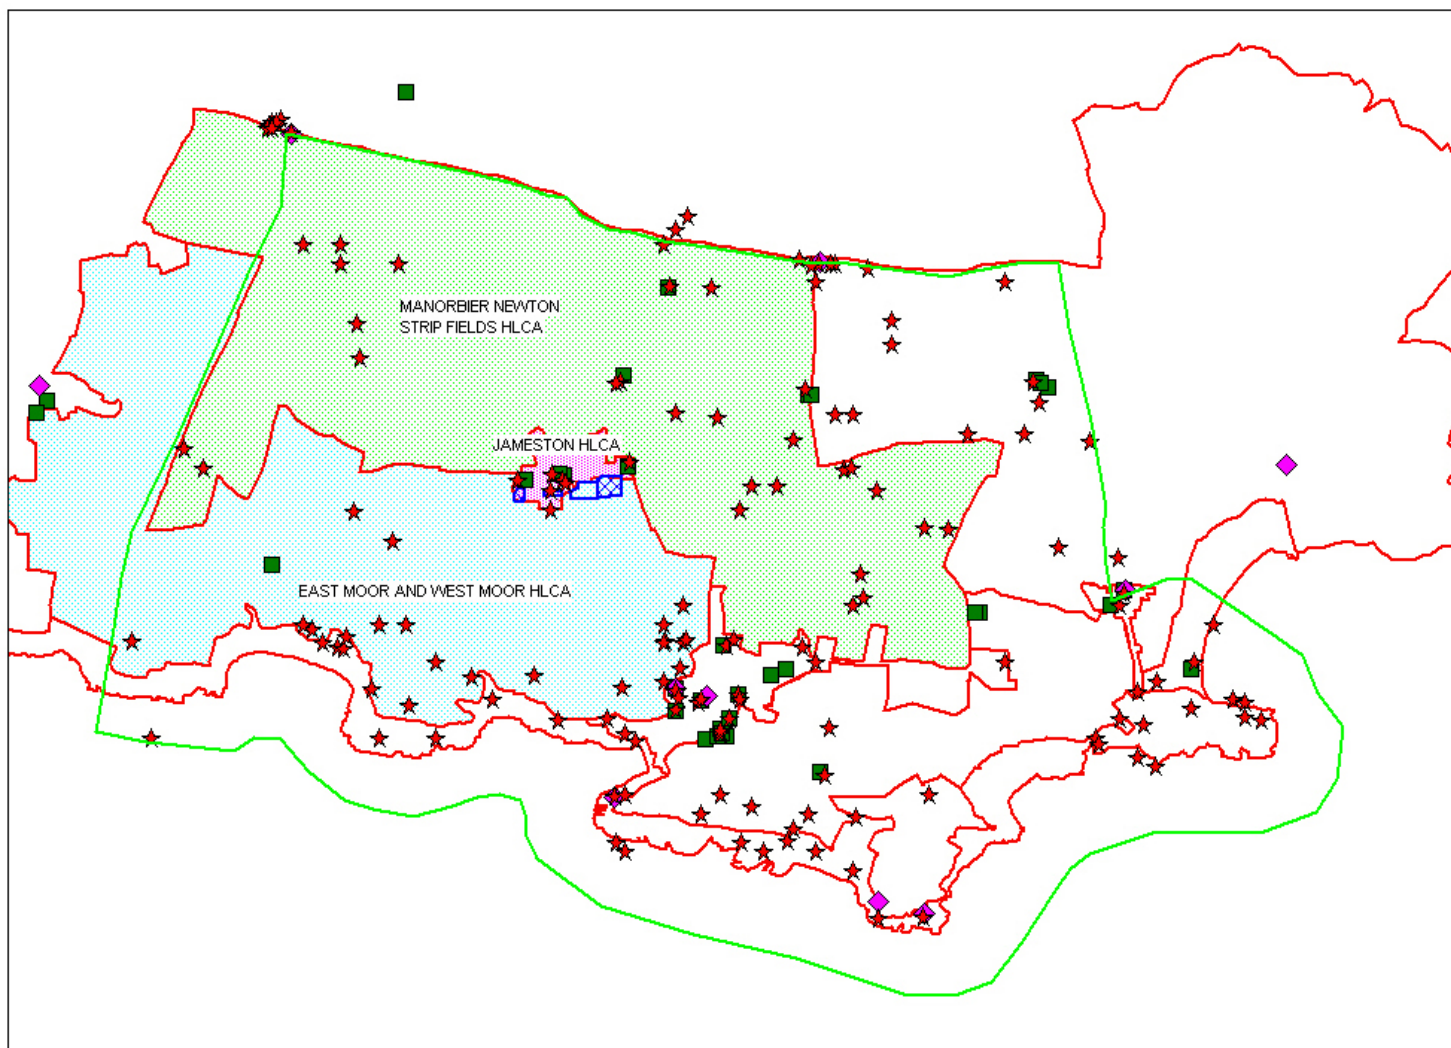 MANORBIER NEWTON
STRIP FIELDS HLCA
JAMESTON HLCA
EAST MOOR AND WEST MOOR HLCA